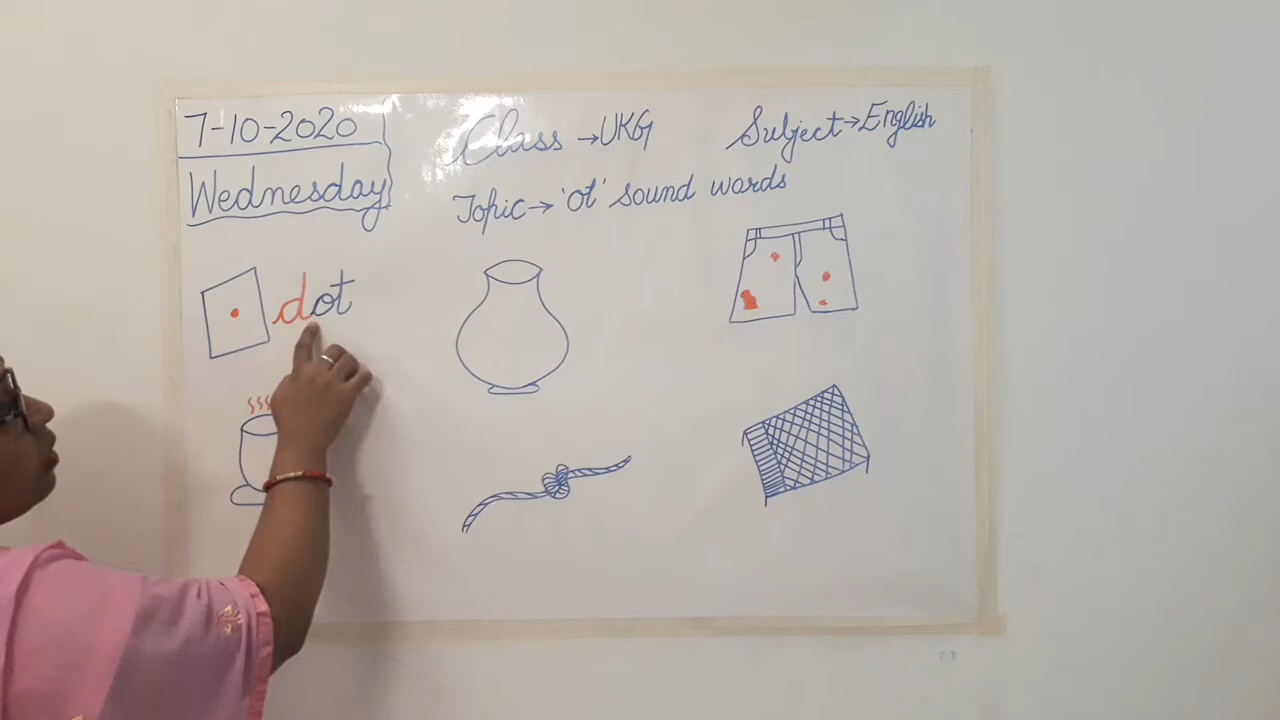 7-10-2020
Wednesday
Class → UKG
Subject → English
Topic → 'ot' sound words
dot